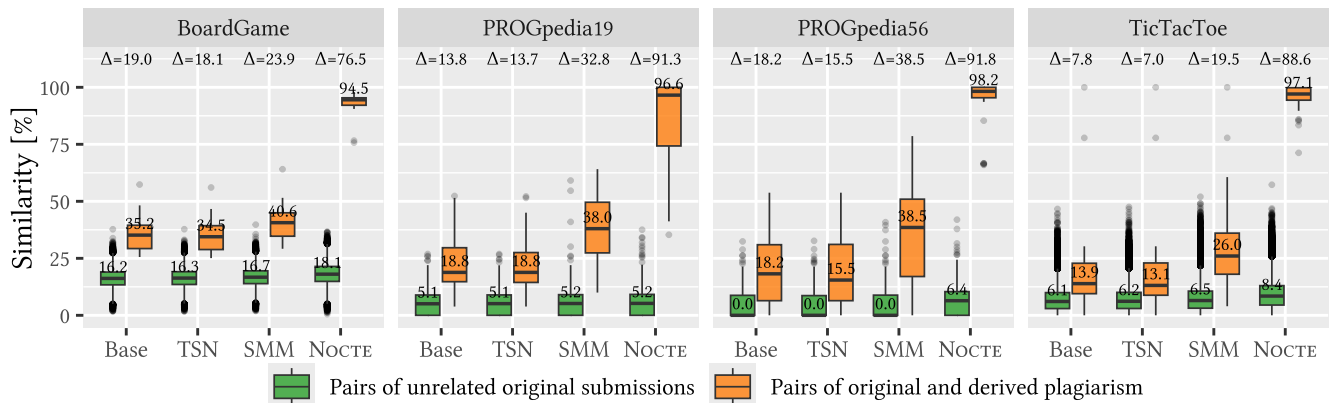 BoardGame PROGpedia19 PROGpedia56 TicTacToe
Δ=19.0 Δ=18.1 Δ=23.9 Δ=76.5 Δ=13.8 Δ=13.7 Δ=32.8 Δ=91.3 Δ=18.2 Δ=15.5 Δ=38.5 Δ=91.8 Δ=7.8 Δ=7.0 Δ=19.5 Δ=88.6
Similarity [%]
100
75
50
25
0
16.2 35.2 16.3 34.5 16.7 40.6 18.1 94.5
5.1 18.8 5.1 18.8 5.2 38.0 5.2 96.6
0.0 18.2 0.0 15.5 0.0 38.5 6.4 98.2
6.1 13.9 6.2 13.1 6.5 26.0 8.4 97.1
Base TSN SMM NOCTE Base TSN SMM NOCTE Base TSN SMM NOCTE Base TSN SMM NOCTE
Pairs of unrelated original submissions Pairs of original and derived plagiarism